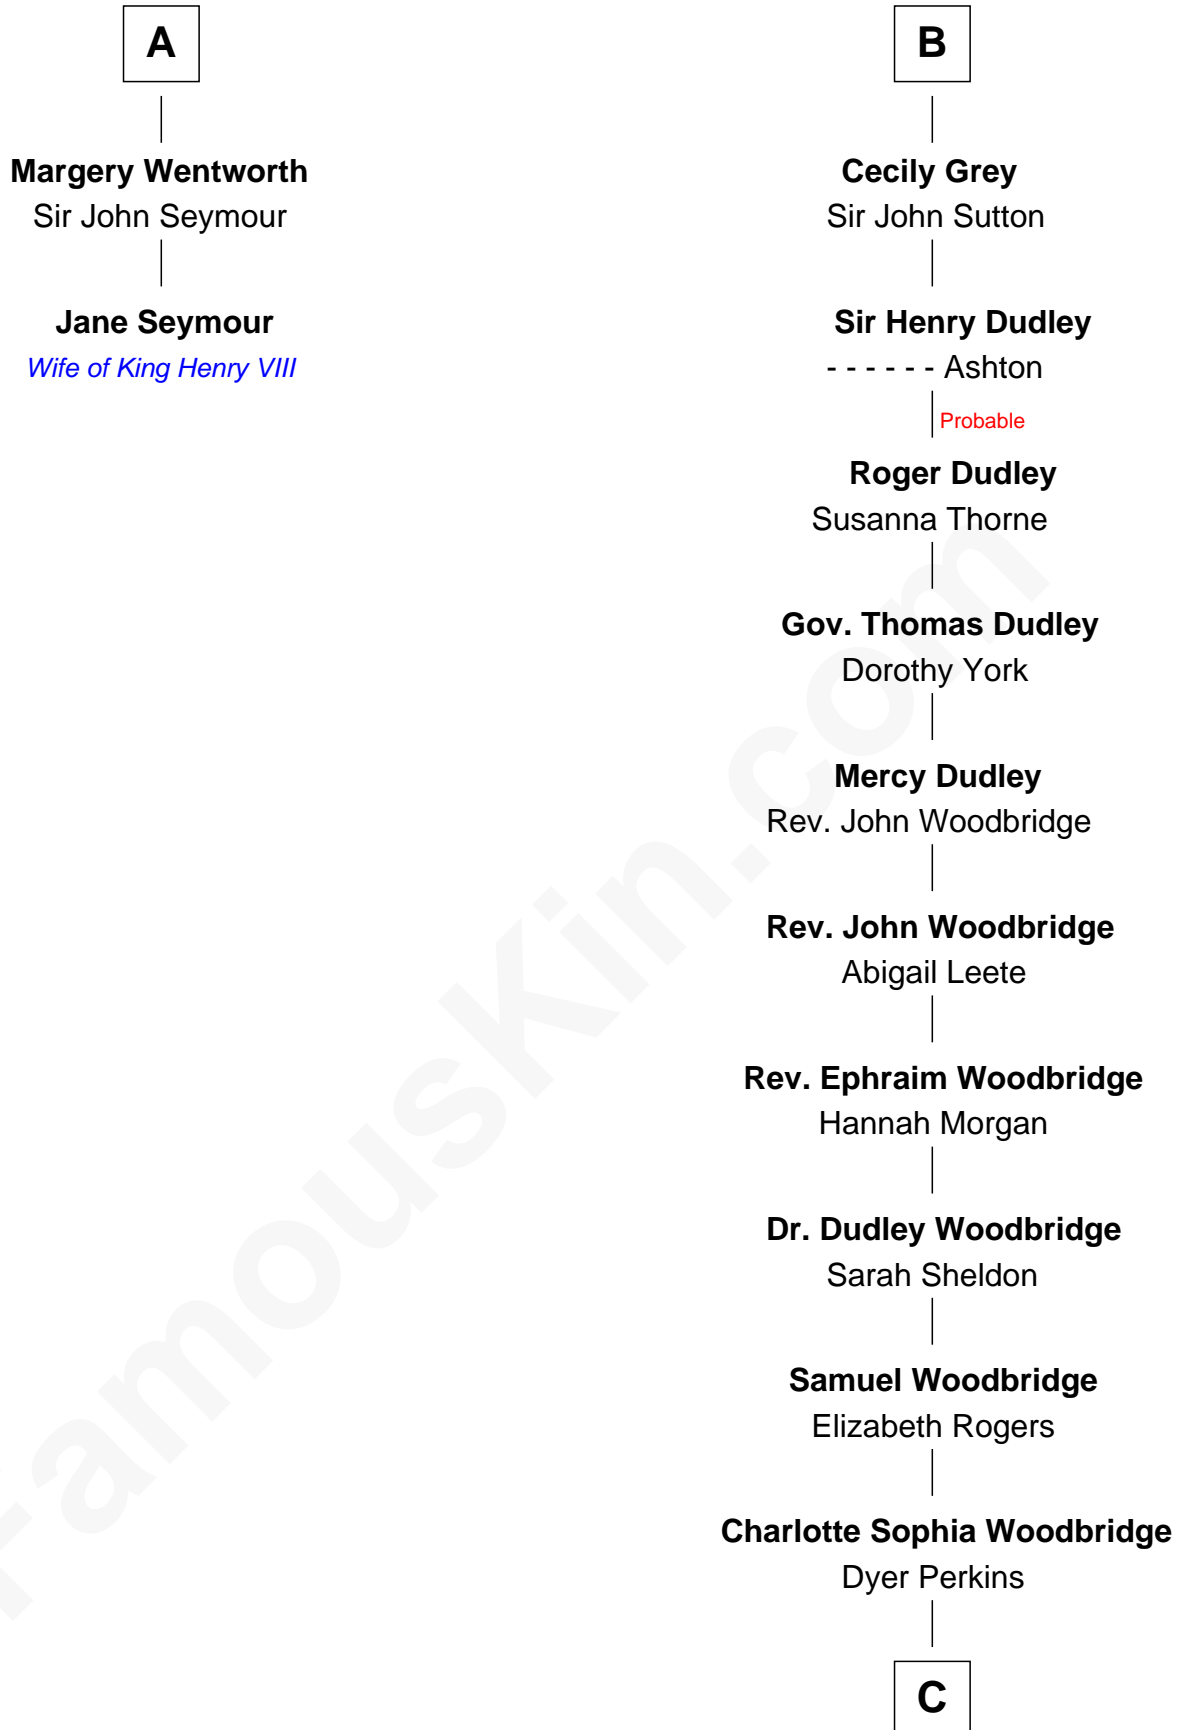 A
Margery Wentworth
Sir John Seymour
Jane Seymour
Wife of King Henry VIII
B
Cecily Grey
Sir John Sutton
Sir Henry Dudley
- - - - - - Ashton
Probable
Roger Dudley
Susanna Thorne
Gov. Thomas Dudley
Dorothy York
Mercy Dudley
Rev. John Woodbridge
Rev. John Woodbridge
Abigail Leete
Rev. Ephraim Woodbridge
Hannah Morgan
Dr. Dudley Woodbridge
Sarah Sheldon
Samuel Woodbridge
Elizabeth Rogers
Charlotte Sophia Woodbridge
Dyer Perkins
C
FamousKin.com